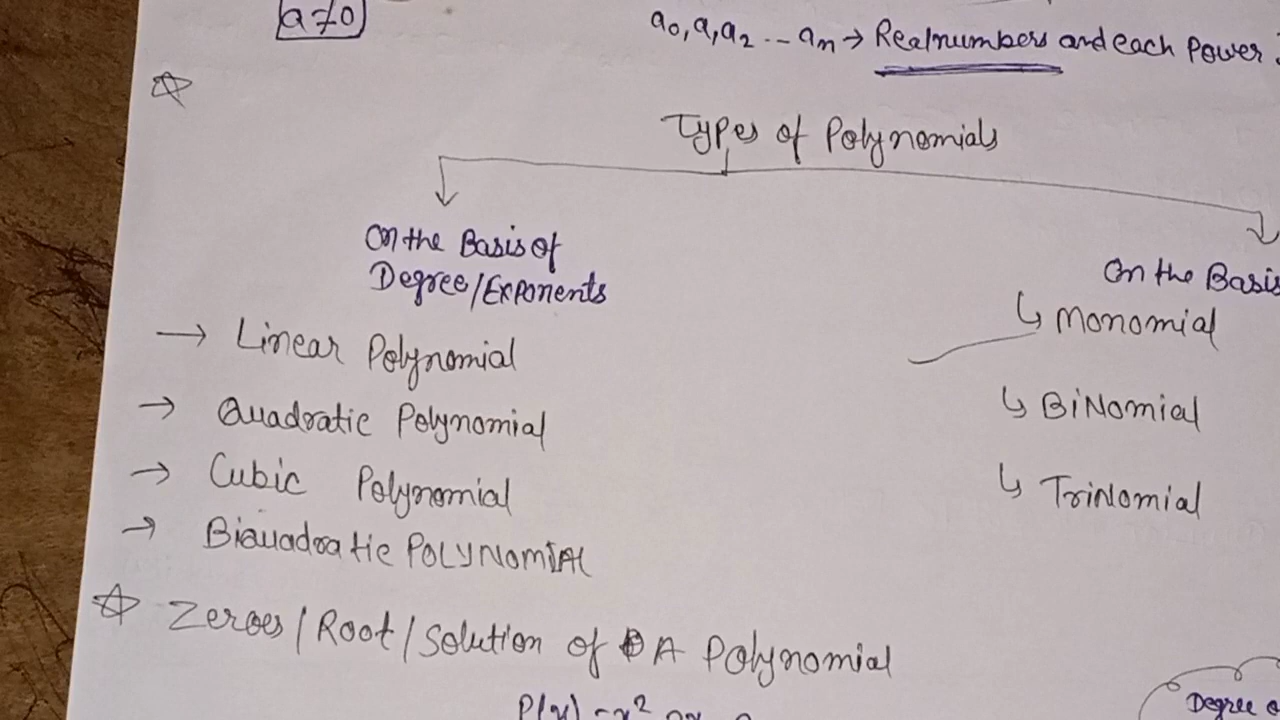 a≠0
a₀, a, a₂ -- aₙ → Realnumbers and each Power
Types of Polynomials
On the Basis of
Degree/Exponents
On the Basis
→ Linear Polynomial
→ Quadratic Polynomial
→ Cubic Polynomial
→ Biquadratic POLYNOMIAL
↳ Monomial
↳ BiNomial
↳ TriNomial
☆ Zeroes/Root/Solution of A Polynomial
P(x) = x²
Degree